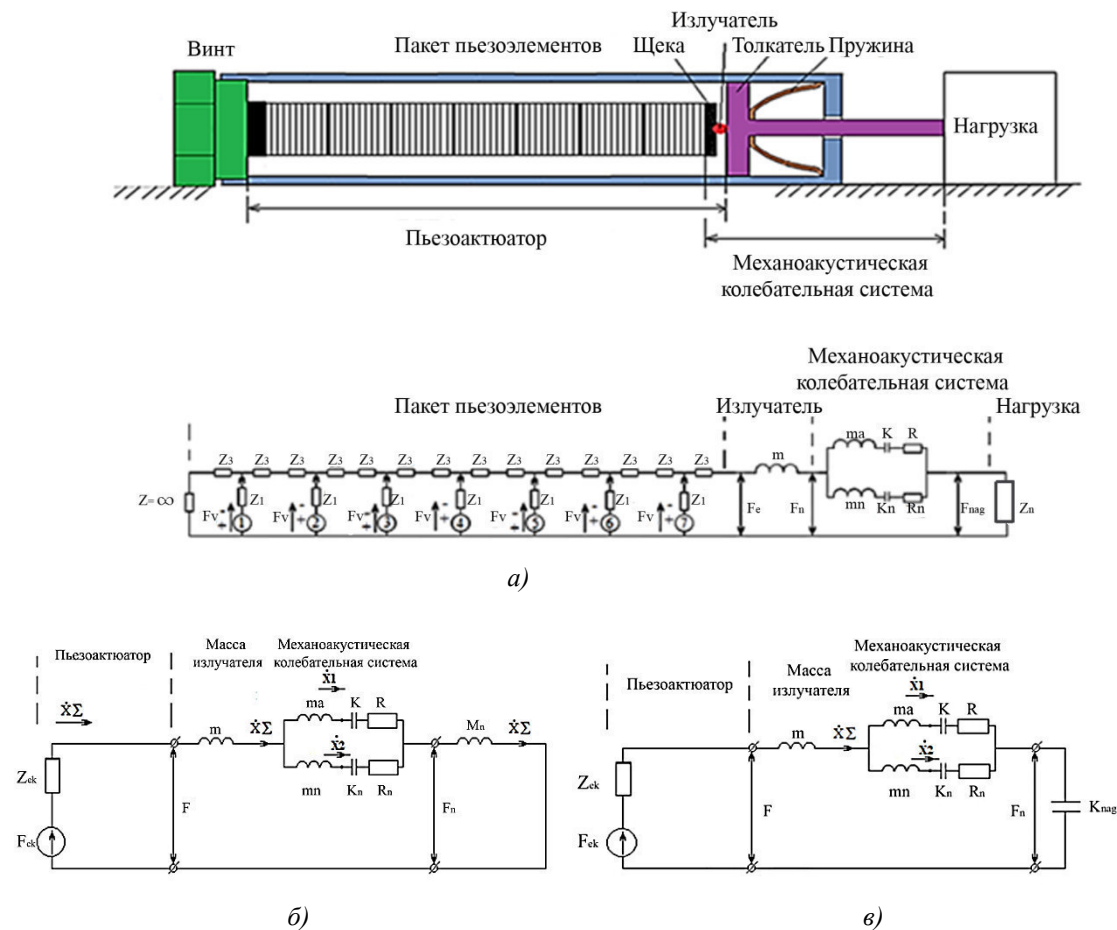 Излучатель
Винт Пакет пьезоэлементов Щека Толкатель Пружина
Нагрузка
Пьезоактюатор
Механоакустическая
колебательная система
Механоакустическая
колебательная система
Пакет пьезоэлементов Излучатель Нагрузка
ma K R
Z3 Z3 Z3 Z3 Z3 Z3 Z3 Z3 Z3 Z3 Z3 Z3 Z3 Z3 m
Z=∞ Z1 Z1 Z1 Z1 Z1 Z1 Z1
mn Kn Rn
Fv 1 Fv 2 Fv 3 Fv 4 Fv 5 Fv 6 Fv 7 Fe Fn Fnag Zn
а)
Пьезоактюатор Масса
излучателя Механоакустическая
колебательная система
ẊΣ ẋ1
ma K R
m ẊΣ ẋ2 Mn ẊΣ
mn Kn Rn
Zek
Fek F Fn
б)
Пьезоактюатор Масса
излучателя Механоакустическая
колебательная система
ẋ1
ma K R
m ẊΣ ẋ2
mn Kn Rn
Zek
Fek F Fn Knag
в)